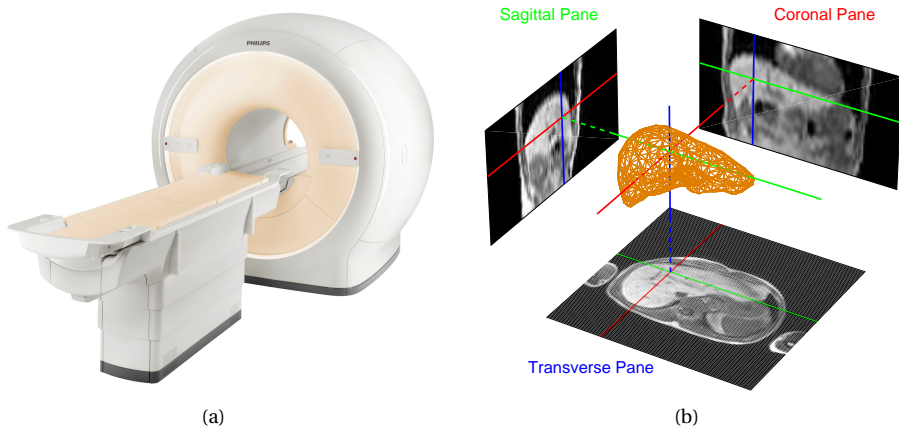 PHILIPS
(a)
Sagittal Pane
Coronal Pane
Transverse Pane
(b)